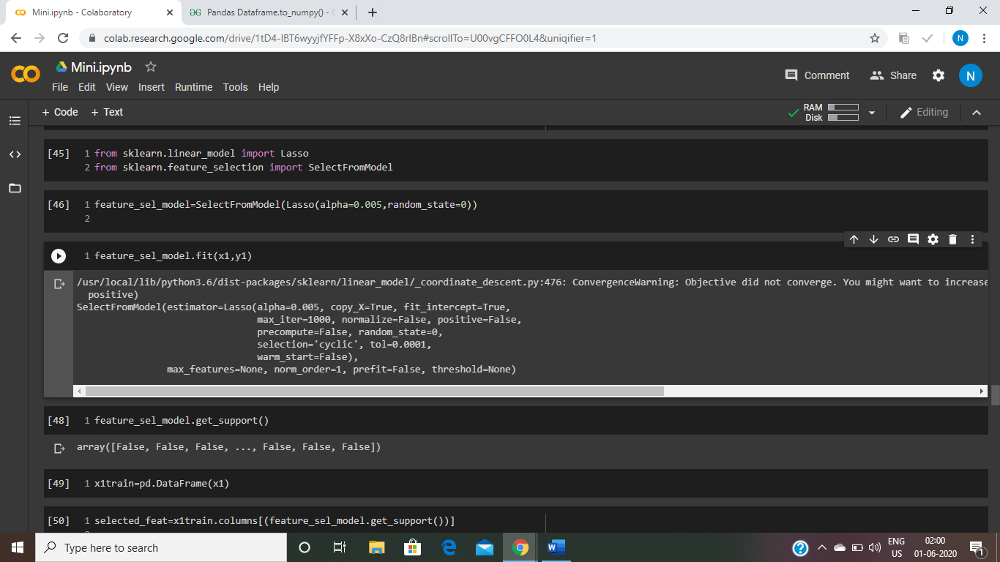 Mini.ipynb - Colaboratory
Pandas Dataframe.to_numpy() -
colab.research.google.com/drive/1tD4-IBT6wyyjfYFFp-X8xXo-CzQ8rIBn#scrollTo=U00vgCFFO0L4&uniqifier=1
N
Mini.ipynb
File Edit View Insert Runtime Tools Help
Comment
Share
N
+ Code + Text
RAM
Disk
Editing
[45]
1 from sklearn.linear_model import Lasso
2 from sklearn.feature_selection import SelectFromModel
[46]
1 feature_sel_model=SelectFromModel(Lasso(alpha=0.005,random_state=0))
2
1 feature_sel_model.fit(x1,y1)
/usr/local/lib/python3.6/dist-packages/sklearn/linear_model/_coordinate_descent.py:476: ConvergenceWarning: Objective did not converge. You might want to increase
positive)
SelectFromModel(estimator=Lasso(alpha=0.005, copy_X=True, fit_intercept=True,
max_iter=1000, normalize=False, positive=False,
precompute=False, random_state=0,
selection='cyclic', tol=0.0001,
warm_start=False),
max_features=None, norm_order=1, prefit=False, threshold=None)
[48]
1 feature_sel_model.get_support()
array([False, False, False, ..., False, False, False])
[49]
1 x1train=pd.DataFrame(x1)
[50]
1 selected_feat=x1train.columns[(feature_sel_model.get_support())]
Type here to search
ENG
US
02:00
01-06-2020
1